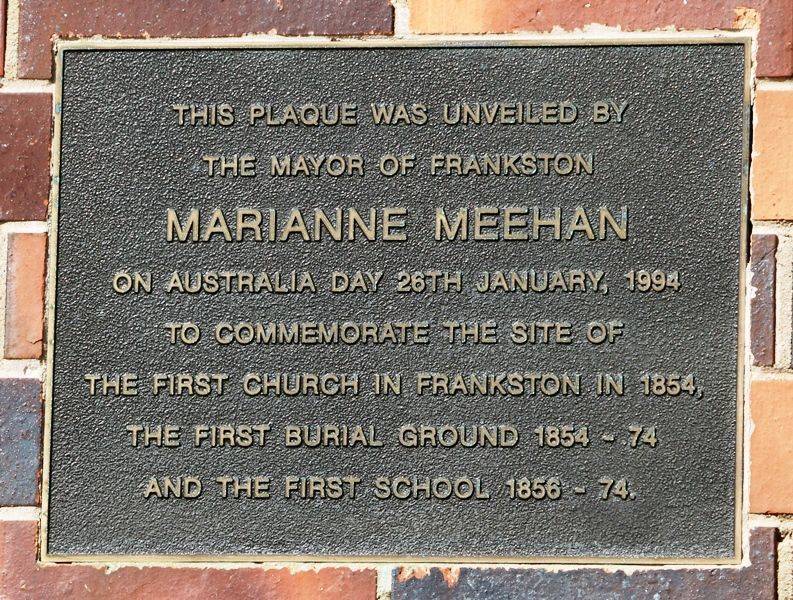 THIS PLAQUE WAS UNVEILED BY
THE MAYOR OF FRANKSTON
MARIANNE MEEHAN
ON AUSTRALIA DAY 26TH JANUARY, 1994
TO COMMEMORATE THE SITE OF
THE FIRST CHURCH IN FRANKSTON IN 1854,
THE FIRST BURIAL GROUND 1854 - 74
AND THE FIRST SCHOOL 1856 - 74.